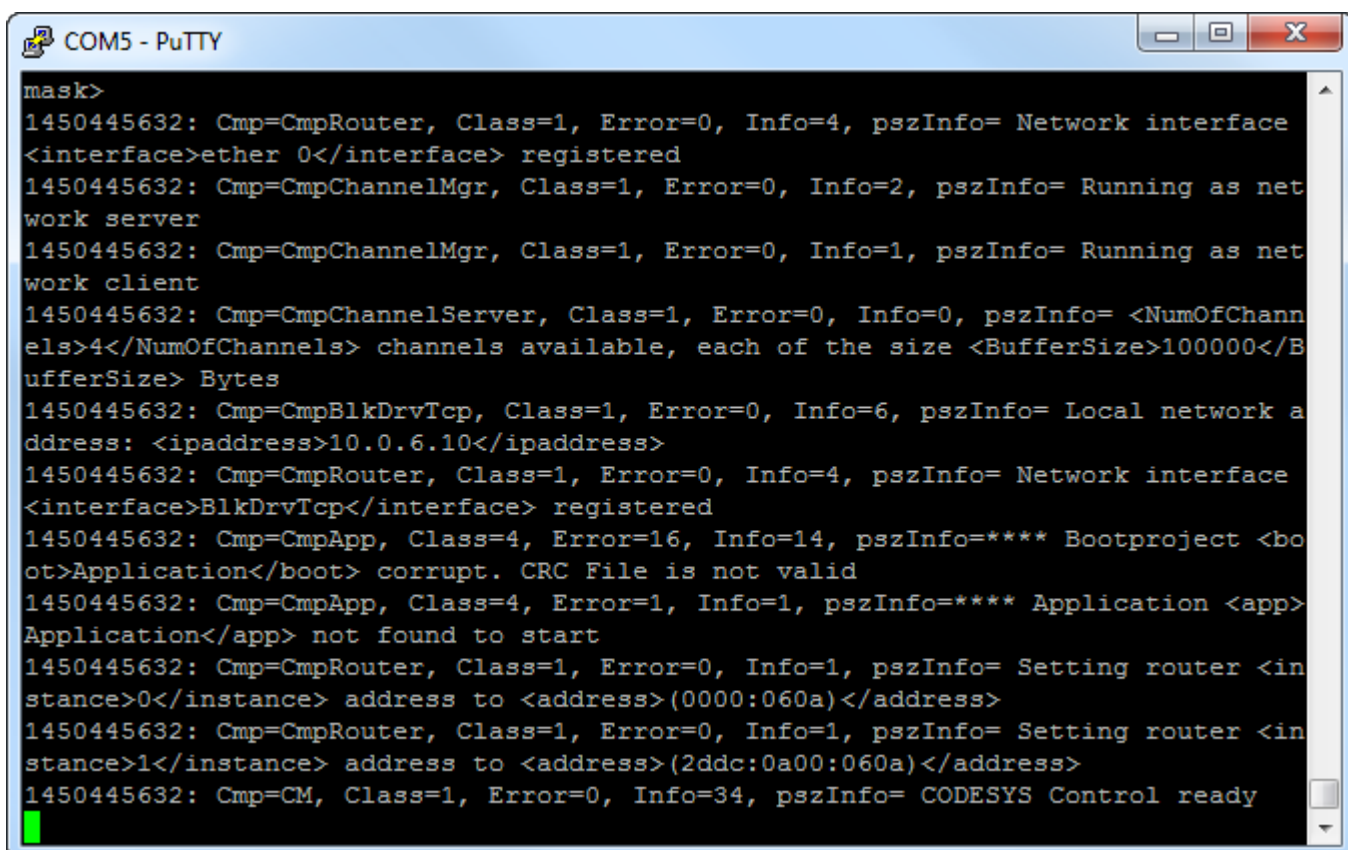 COM5 - PuTTY
mask>
1450445632: Cmp=CmpRouter, Class=1, Error=0, Info=4, pszInfo= Network interface
<interface>ether 0</interface> registered
1450445632: Cmp=CmpChannelMgr, Class=1, Error=0, Info=2, pszInfo= Running as net
work server
1450445632: Cmp=CmpChannelMgr, Class=1, Error=0, Info=1, pszInfo= Running as net
work client
1450445632: Cmp=CmpChannelServer, Class=1, Error=0, Info=0, pszInfo= <NumOfChann
els>4</NumOfChannels> channels available, each of the size <BufferSize>100000</B
ufferSize> Bytes
1450445632: Cmp=CmpBlkDrvTcp, Class=1, Error=0, Info=6, pszInfo= Local network a
ddress: <ipaddress>10.0.6.10</ipaddress>
1450445632: Cmp=CmpRouter, Class=1, Error=0, Info=4, pszInfo= Network interface
<interface>BlkDrvTcp</interface> registered
1450445632: Cmp=CmpApp, Class=4, Error=16, Info=14, pszInfo=**** Bootproject <bo
ot>Application</boot> corrupt. CRC File is not valid
1450445632: Cmp=CmpApp, Class=4, Error=1, Info=1, pszInfo=**** Application <app>
Application</app> not found to start
1450445632: Cmp=CmpRouter, Class=1, Error=0, Info=1, pszInfo= Setting router <in
stance>0</instance> address to <address>(0000:060a)</address>
1450445632: Cmp=CmpRouter, Class=1, Error=0, Info=1, pszInfo= Setting router <in
stance>1</instance> address to <address>(2ddc:0a00:060a)</address>
1450445632: Cmp=CM, Class=1, Error=0, Info=34, pszInfo= CODESYS Control ready